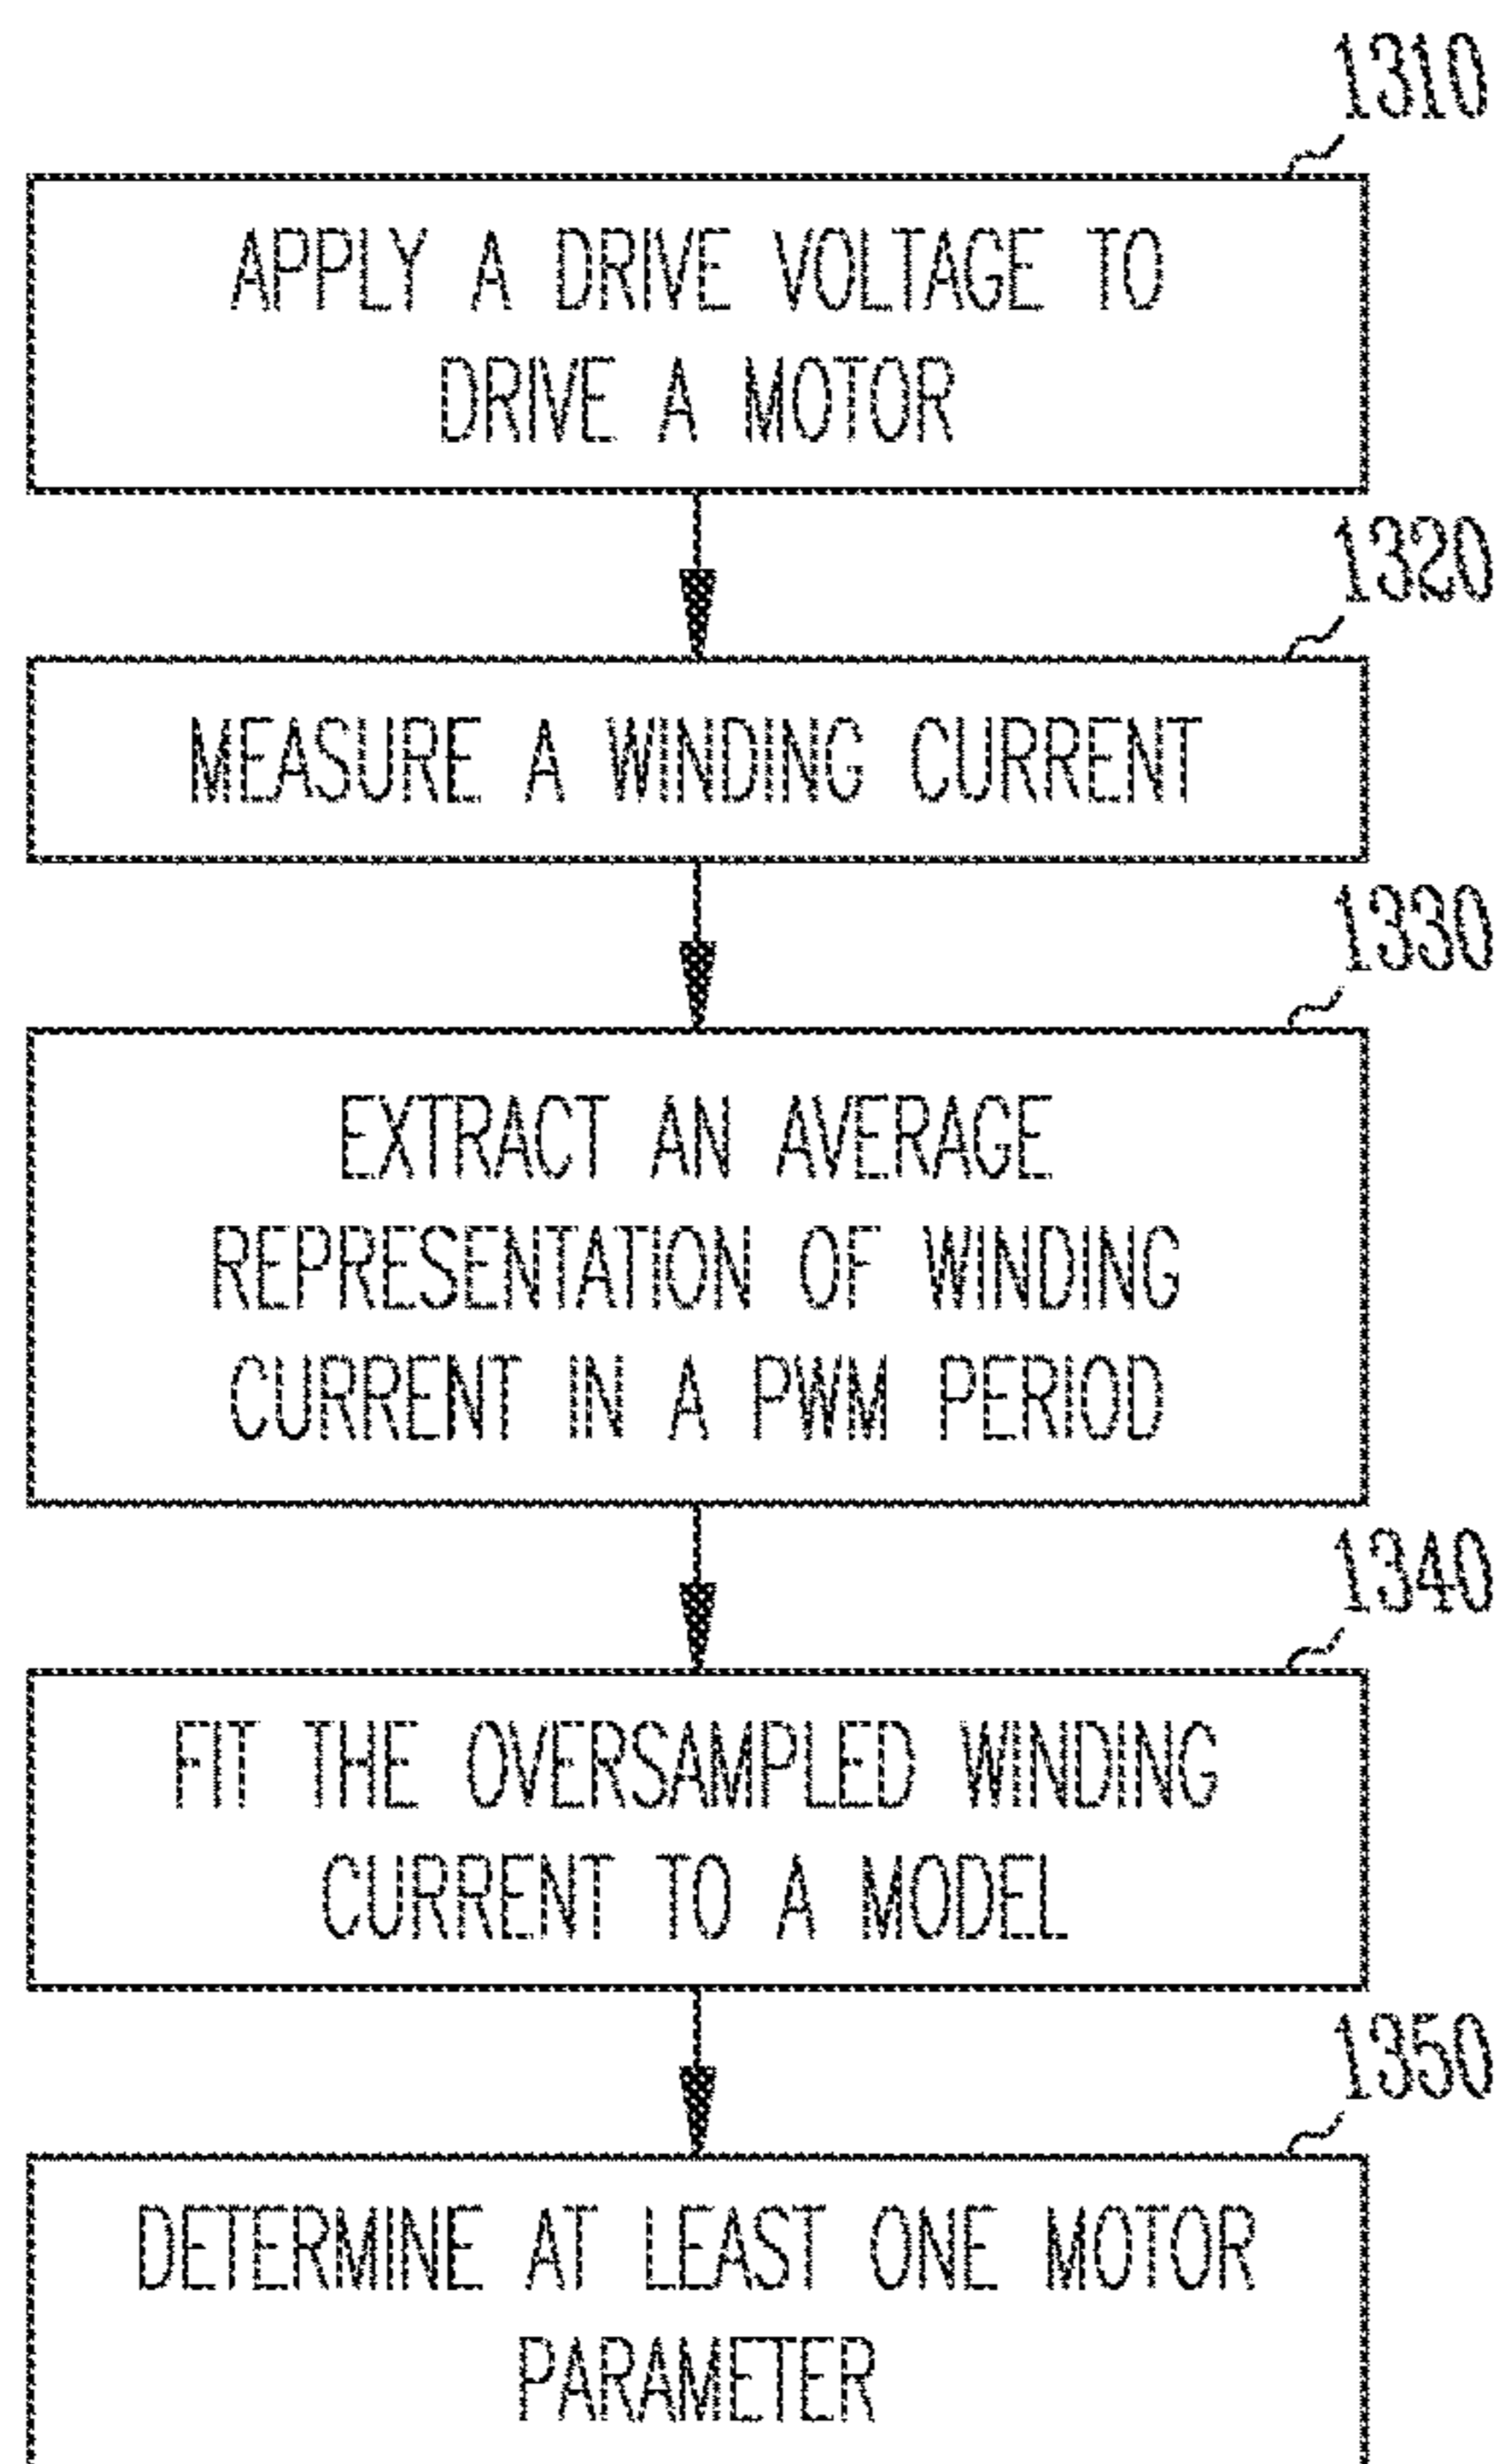 1310
APPLY A DRIVE VOLTAGE TO
DRIVE A MOTOR
1320
MEASURE A WINDING CURRENT
1330
EXTRACT AN AVERAGE
REPRESENTATION OF WINDING
CURRENT IN A PWM PERIOD
1340
FIT THE OVERSAMPLED WINDING
CURRENT TO A MODEL
1350
DETERMINE AT LEAST ONE MOTOR
PARAMETER